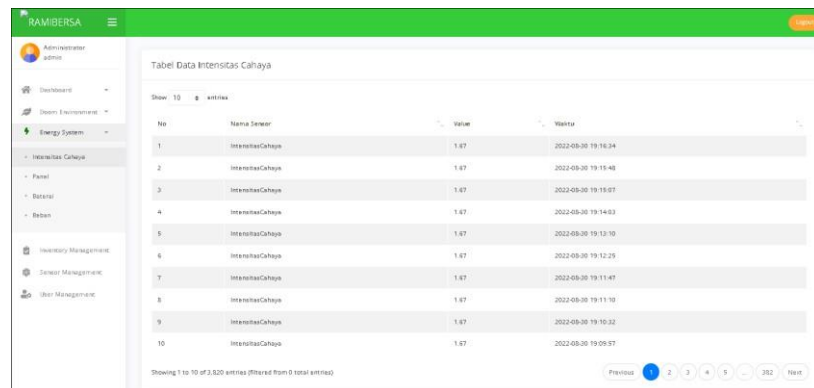 RAMIBERSA
Logout
Administrator
admin
Dashboard
Doom Environment
Energy System
Intensitas Cahaya
Panel
Baterai
Beban
Inventory Management
Sensor Management
User Management
Tabel Data Intensitas Cahaya
Show 10 entries
No Nama Sensor Value Waktu
1 IntensitasCahaya 1.67 2022-08-30 19:16:34
2 IntensitasCahaya 1.67 2022-08-30 19:15:48
3 IntensitasCahaya 1.67 2022-08-30 19:15:07
4 IntensitasCahaya 1.67 2022-08-30 19:14:03
5 IntensitasCahaya 1.67 2022-08-30 19:13:10
6 IntensitasCahaya 1.67 2022-08-30 19:12:25
7 IntensitasCahaya 1.67 2022-08-30 19:11:47
8 IntensitasCahaya 1.67 2022-08-30 19:11:10
9 IntensitasCahaya 1.67 2022-08-30 19:10:32
10 IntensitasCahaya 1.67 2022-08-30 19:09:57
Showing 1 to 10 of 3,820 entries (filtered from 0 total entries)
Previous 1 2 3 4 5 ... 382 Next